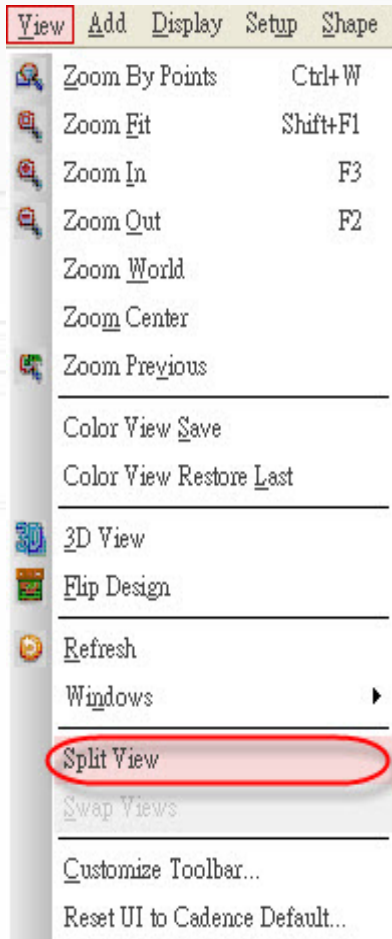 View Add Display Setup Shape
Zoom By Points Ctrl+W
Zoom Fit Shift+F1
Zoom In F3
Zoom Out F2
Zoom World
Zoom Center
Zoom Previous
Color View Save
Color View Restore Last
3D 3D View
Flip Design
Refresh
Windows
Split View
Swap Views
Customize Toolbar...
Reset UI to Cadence Default...